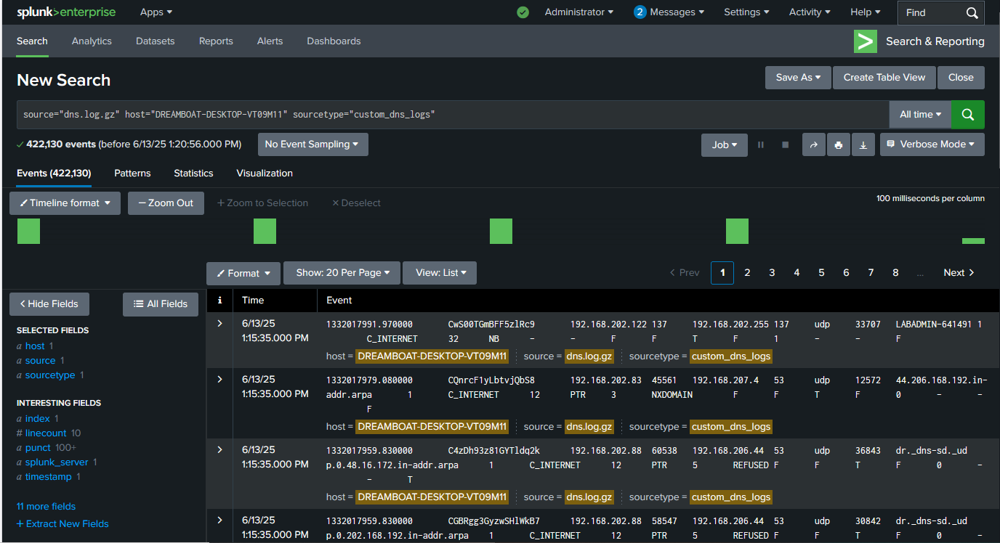 splunk>enterprise Apps Administrator 2 Messages Settings Activity Help Find
Search Analytics Datasets Reports Alerts Dashboards > Search & Reporting
New Search Save As Create Table View Close
source="dns.log.gz" host="DREAMBOAT-DESKTOP-VT09M11" sourcetype="custom_dns_logs" All time
422,130 events (before 6/13/25 1:20:56.000 PM) No Event Sampling Job Verbose Mode
Events (422,130) Patterns Statistics Visualization
Timeline format — Zoom Out + Zoom to Selection × Deselect 100 milliseconds per column
Format Show: 20 Per Page View: List < Prev 1 2 3 4 5 6 7 8 ... Next >
< Hide Fields All Fields
SELECTED FIELDS
a host 1
a source 1
a sourcetype 1
INTERESTING FIELDS
a index 1
# linecount 10
a punct 100+
a splunk_server 1
a timestamp 1
11 more fields
+ Extract New Fields
i Time Event
> 6/13/25 1332017991.970000 CwS00TGmBFF5zlRc9 192.168.202.122 137 192.168.202.255 137 udp 33707 LABADMIN-641491 1
1:15:35.000 PM C_INTERNET 32 NB - - F F T F 1 - - F
host = DREAMBOAT-DESKTOP-VT09M11 source = dns.log.gz sourcetype = custom_dns_logs
> 6/13/25 1332017979.080000 CQnrcF1yLbtvjQbS8 192.168.202.83 45561 192.168.207.4 53 udp 12572 44.206.168.192.in-
1:15:35.000 PM addr.arpa 1 C_INTERNET 12 PTR 3 NXDOMAIN F F T F 0 - -
F
host = DREAMBOAT-DESKTOP-VT09M11 source = dns.log.gz sourcetype = custom_dns_logs
> 6/13/25 1332017959.830000 C4zDh93z81GYTldq2k 192.168.202.88 60538 192.168.206.44 53 udp 36843 dr._dns-sd._ud
1:15:35.000 PM p.0.48.16.172.in-addr.arpa 1 C_INTERNET 12 PTR 5 REFUSED F F T F 0 -
- T
host = DREAMBOAT-DESKTOP-VT09M11 source = dns.log.gz sourcetype = custom_dns_logs
> 6/13/25 1332017959.830000 CGBRgg3GyzwSHlWkB7 192.168.202.88 58547 192.168.206.44 53 udp 30842 dr._dns-sd._ud
1:15:35.000 PM p.0.202.168.192.in-addr.arpa 1 C_INTERNET 12 PTR 5 REFUSED F F T F 0 -